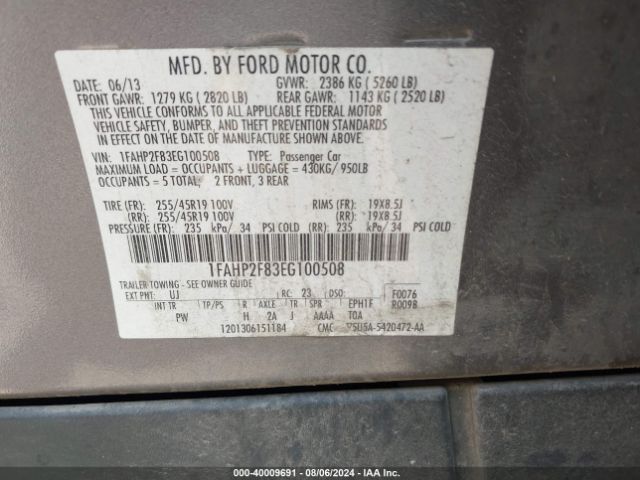 MFD. BY FORD MOTOR CO.
DATE: 06/13 GVWR: 2386 KG ( 5260 LB)
FRONT GAWR: 1279 KG ( 2820 LB) REAR GAWR: 1143 KG ( 2520 LB)
THIS VEHICLE CONFORMS TO ALL APPLICABLE FEDERAL MOTOR
VEHICLE SAFETY, BUMPER, AND THEFT PREVENTION STANDARDS
IN EFFECT ON THE DATE OF MANUFACTURE SHOWN ABOVE.
VIN: 1FAHP2F83EG100508 TYPE: Passenger Car
MAXIMUM LOAD = OCCUPANTS + LUGGAGE = 430KG/ 950LB
OCCUPANTS = 5 TOTAL, 2 FRONT, 3 REAR
TIRE (FR): 255/45R19 100V RIMS (FR): 19X8.5J
(RR): 255/45R19 100V (RR): 19X8.5J
PRESSURE (FR): 235 kPa/ 34 PSI COLD (RR): 235 kPa/ 34 PSI COLD
1FAHP2F83EG100508
TRAILER TOWING - SEE OWNER GUIDE
EXT PNT: UJ RC: 23 DSO: F0076
INT TR TP/PS R AXLE TR SPR EPH1F R0098
PW H 2A J AAAA TOA
1201306151184 CMC 5U5A-5420472-AA
000-40009691 - 08/06/2024 - IAA Inc.